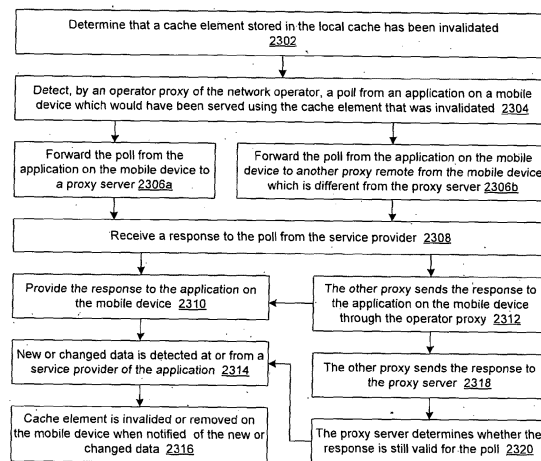 Determine that a cache element stored in the local cache has been invalidated
2302
Detect, by an operator proxy of the network operator, a poll from an application on a mobile
device which would have been served using the cache element that was invalidated 2304
Forward the poll from the
application on the mobile device to
a proxy server 2306a
Forward the poll from the application on the mobile
device to another proxy remote from the mobile device
which is different from the proxy server 2306b
Receive a response to the poll from the service provider 2308
Provide the response to the application on
the mobile device 2310
The other proxy sends the response to
the application on the mobile device
through the operator proxy 2312
New or changed data is detected at or from a
service provider of the application 2314
The other proxy sends the response to
the proxy server 2318
Cache element is invalided or removed on
the mobile device when notified of the new or
changed data 2316
The proxy server determines whether the
response is still valid for the poll 2320